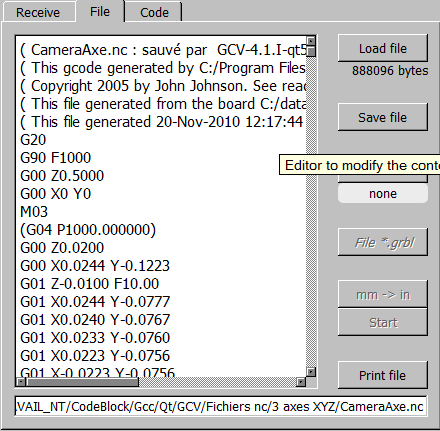 Receive File Code
( CameraAxe.nc : sauvé par GCV-4.1.I-qt5
( This gcode generated by C:/Program Files
( Copyright 2005 by John Johnson. See read
( This file generated from the board C:/data
( This file generated 20-Nov-2010 12:17:44
G20
G90 F1000
G00 Z0.5000
G00 X0 Y0
M03
(G04 P1000.000000)
G00 Z0.0200
G00 X0.0244 Y-0.1223
G01 Z-0.0100 F10.00
G01 X0.0244 Y-0.0777
G01 X0.0240 Y-0.0767
G01 X0.0233 Y-0.0760
G01 X0.0223 Y-0.0756
G01 X-0.0223 Y-0.0756
Load file
888096 bytes
Save file
Editor to modify the conte
none
File *.grbl
mm -> in
Start
Print file
AVAIL_NT/CodeBlock/Gcc/Qt/GCV/Fichiers nc/3 axes XYZ/CameraAxe.nc